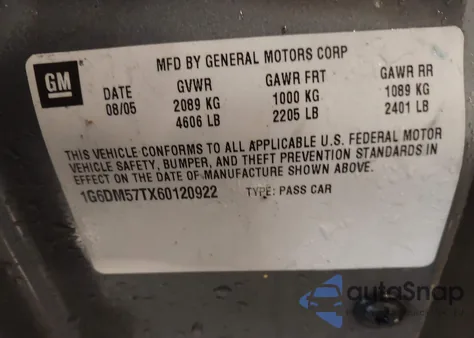 GM
MFD BY GENERAL MOTORS CORP
DATE GVWR GAWR FRT GAWR RR
08/05 2089 KG 1000 KG 1089 KG
4606 LB 2205 LB 2401 LB
THIS VEHICLE CONFORMS TO ALL APPLICABLE U.S. FEDERAL MOTOR
VEHICLE SAFETY, BUMPER, AND THEFT PREVENTION STANDARDS IN
EFFECT ON THE DATE OF MANUFACTURE SHOWN ABOVE.
1G6DM57TX60120922 TYPE: PASS CAR
autoSnap